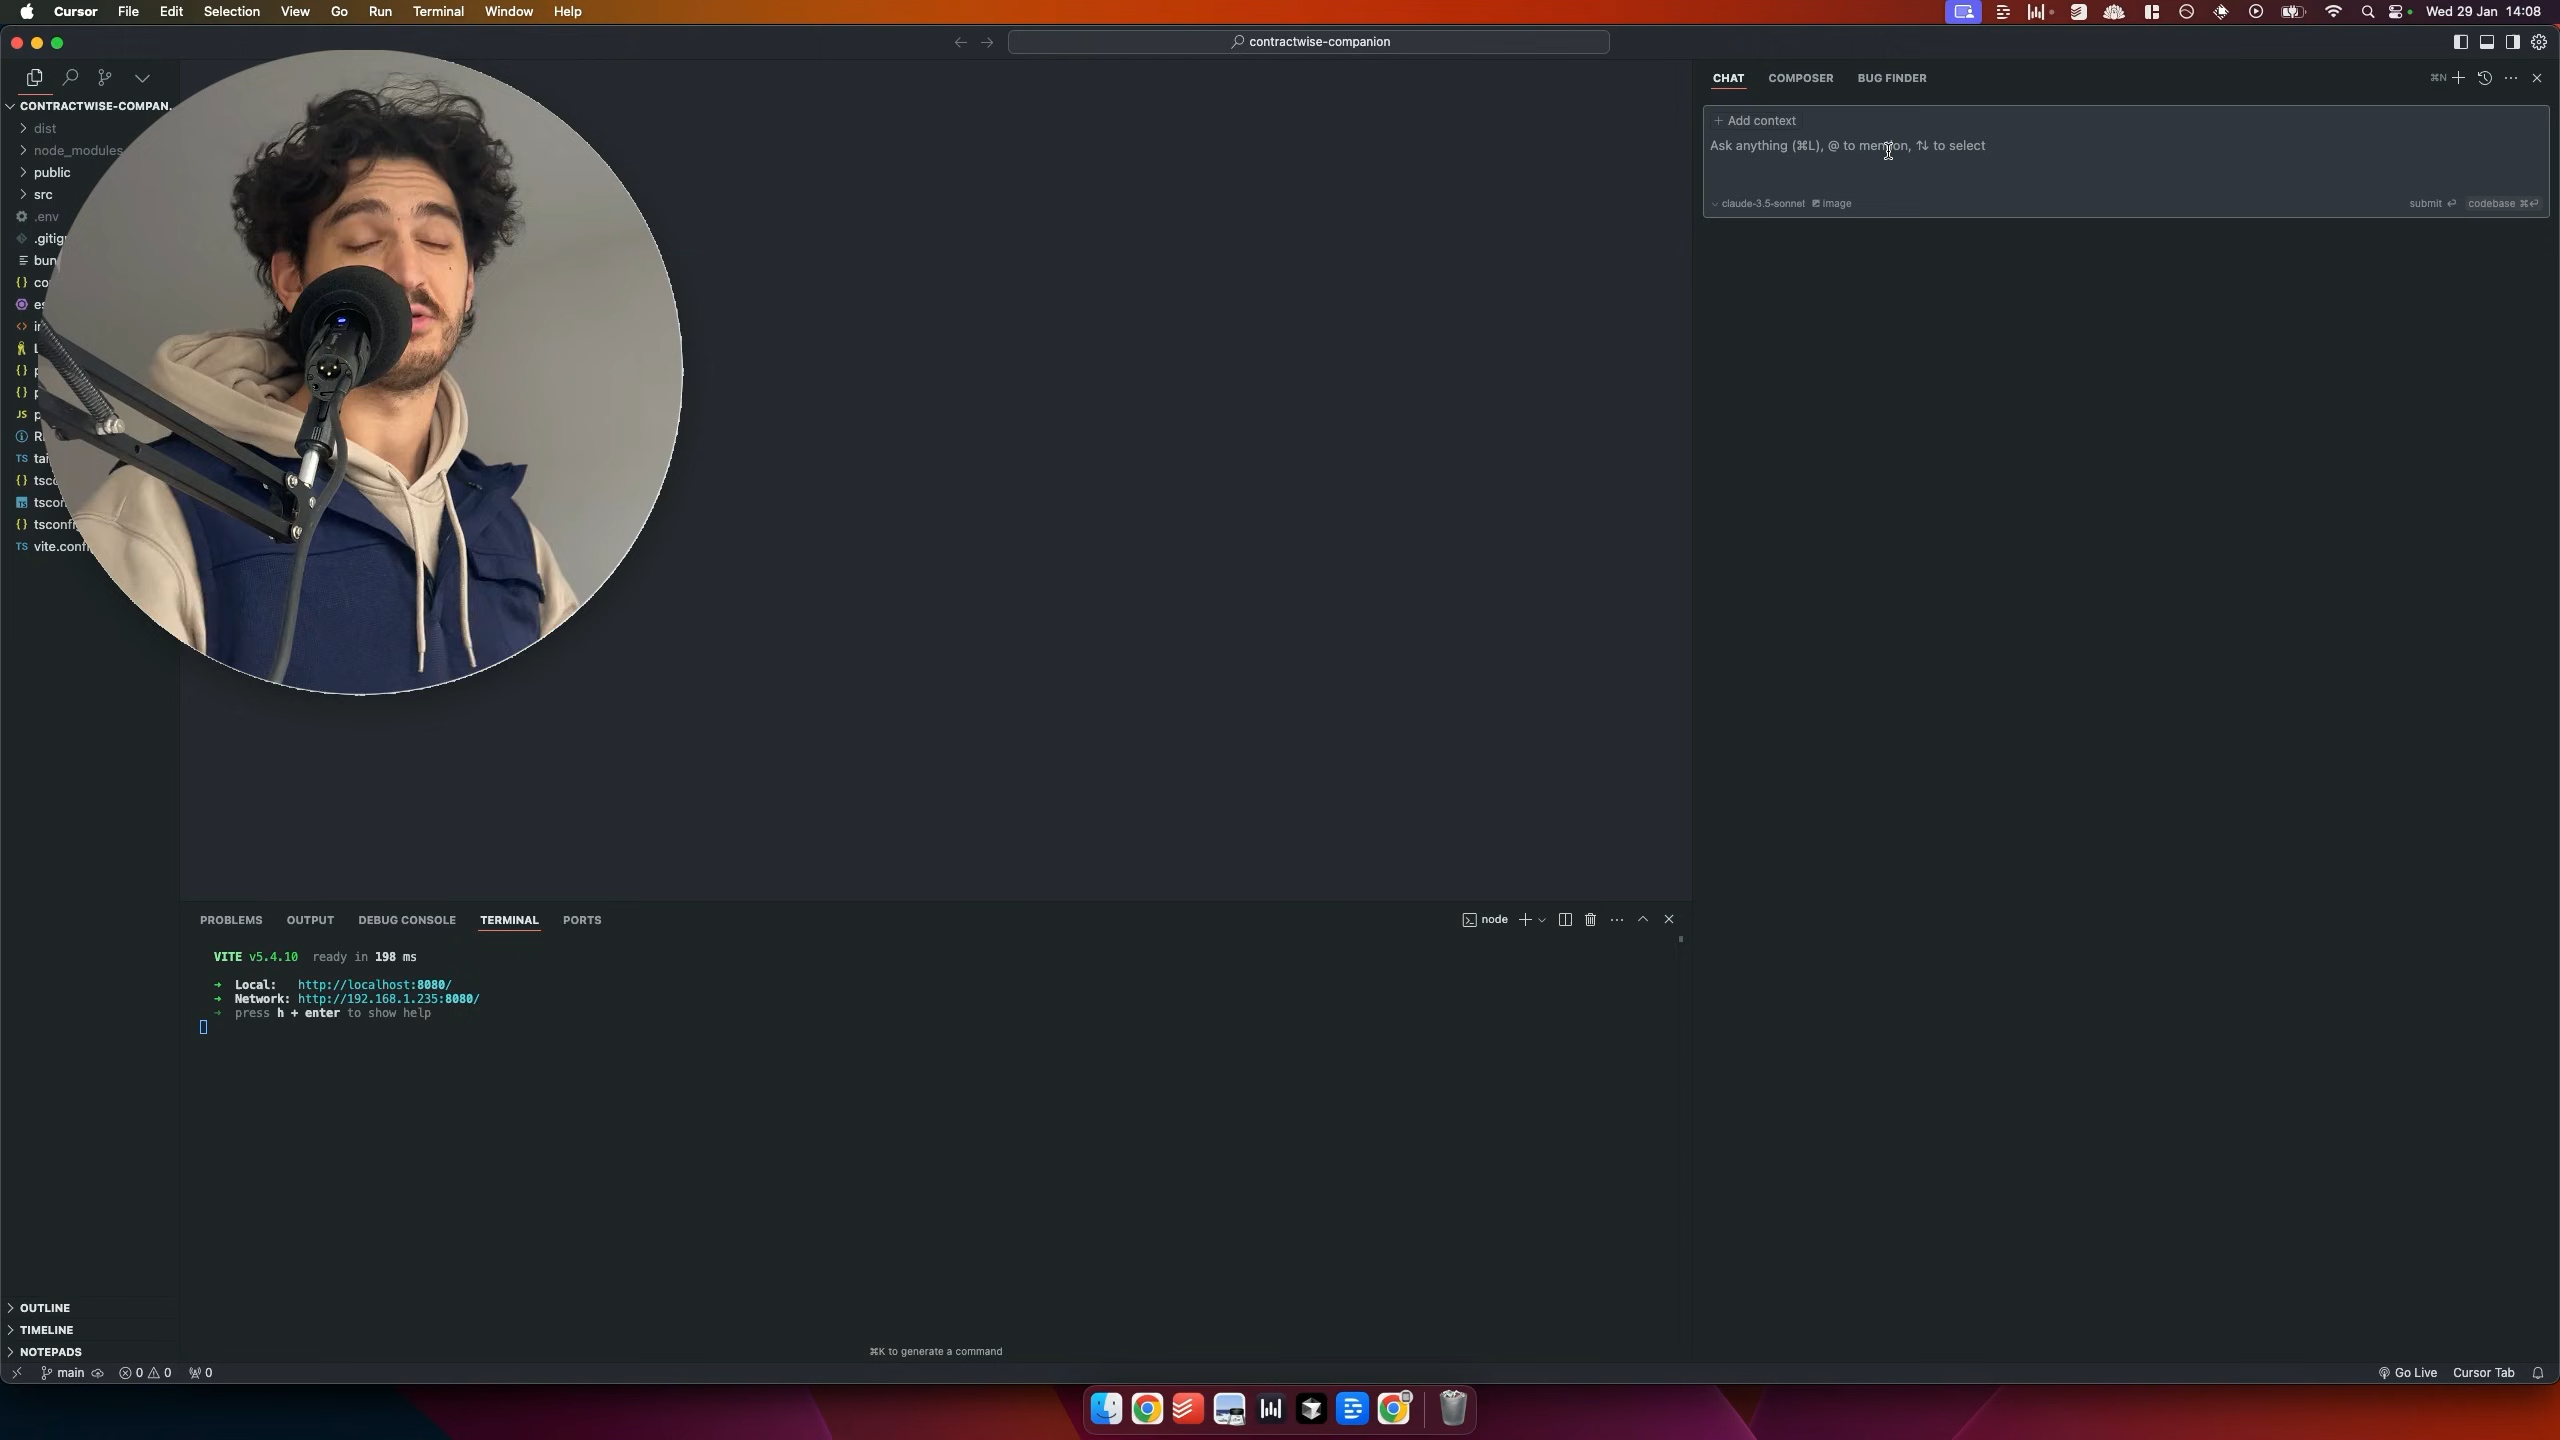 Cursor File Edit Selection View Go Run Terminal Window Help
Wed 29 Jan 14:08
contractwise-companion
CONTRACTWISE-COMPAN.
dist
node_modules
public
src
.env
vite.conf
CHAT COMPOSER BUG FINDER
⌘N
+ Add context
Ask anything (⌘L), @ to mention, ↑↓ to select
claude-3.5-sonnet image
submit codebase ⌘⏎
PROBLEMS OUTPUT DEBUG CONSOLE TERMINAL PORTS
node
VITE v5.4.10 ready in 198 ms
➜ Local: http://localhost:8080/
➜ Network: http://192.168.1.235:8080/
➜ press h + enter to show help
⌘K to generate a command
OUTLINE
TIMELINE
NOTEPADS
main 0 0 0
Go Live Cursor Tab